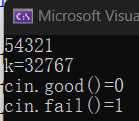 Microsoft Visua
54321
k=32767
cin.good()=0
cin.fail()=1